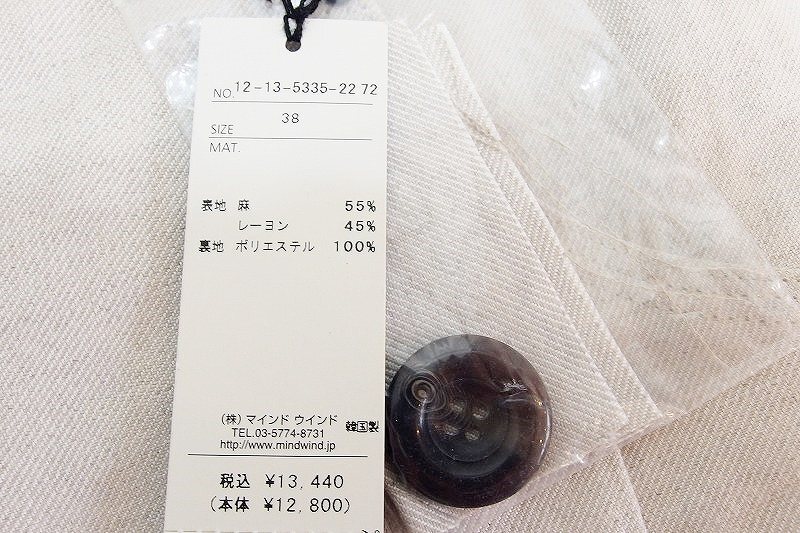 NO. 12-13-5335-22 72
38
SIZE
MAT.
表地 麻 55%
レーヨン 45%
裏地 ポリエステル 100%
(株) マインド ウインド 韓国製
TEL.03-5774-8731
http://www.mindwind.jp
税込 ¥13,440
(本体 ¥12,800)